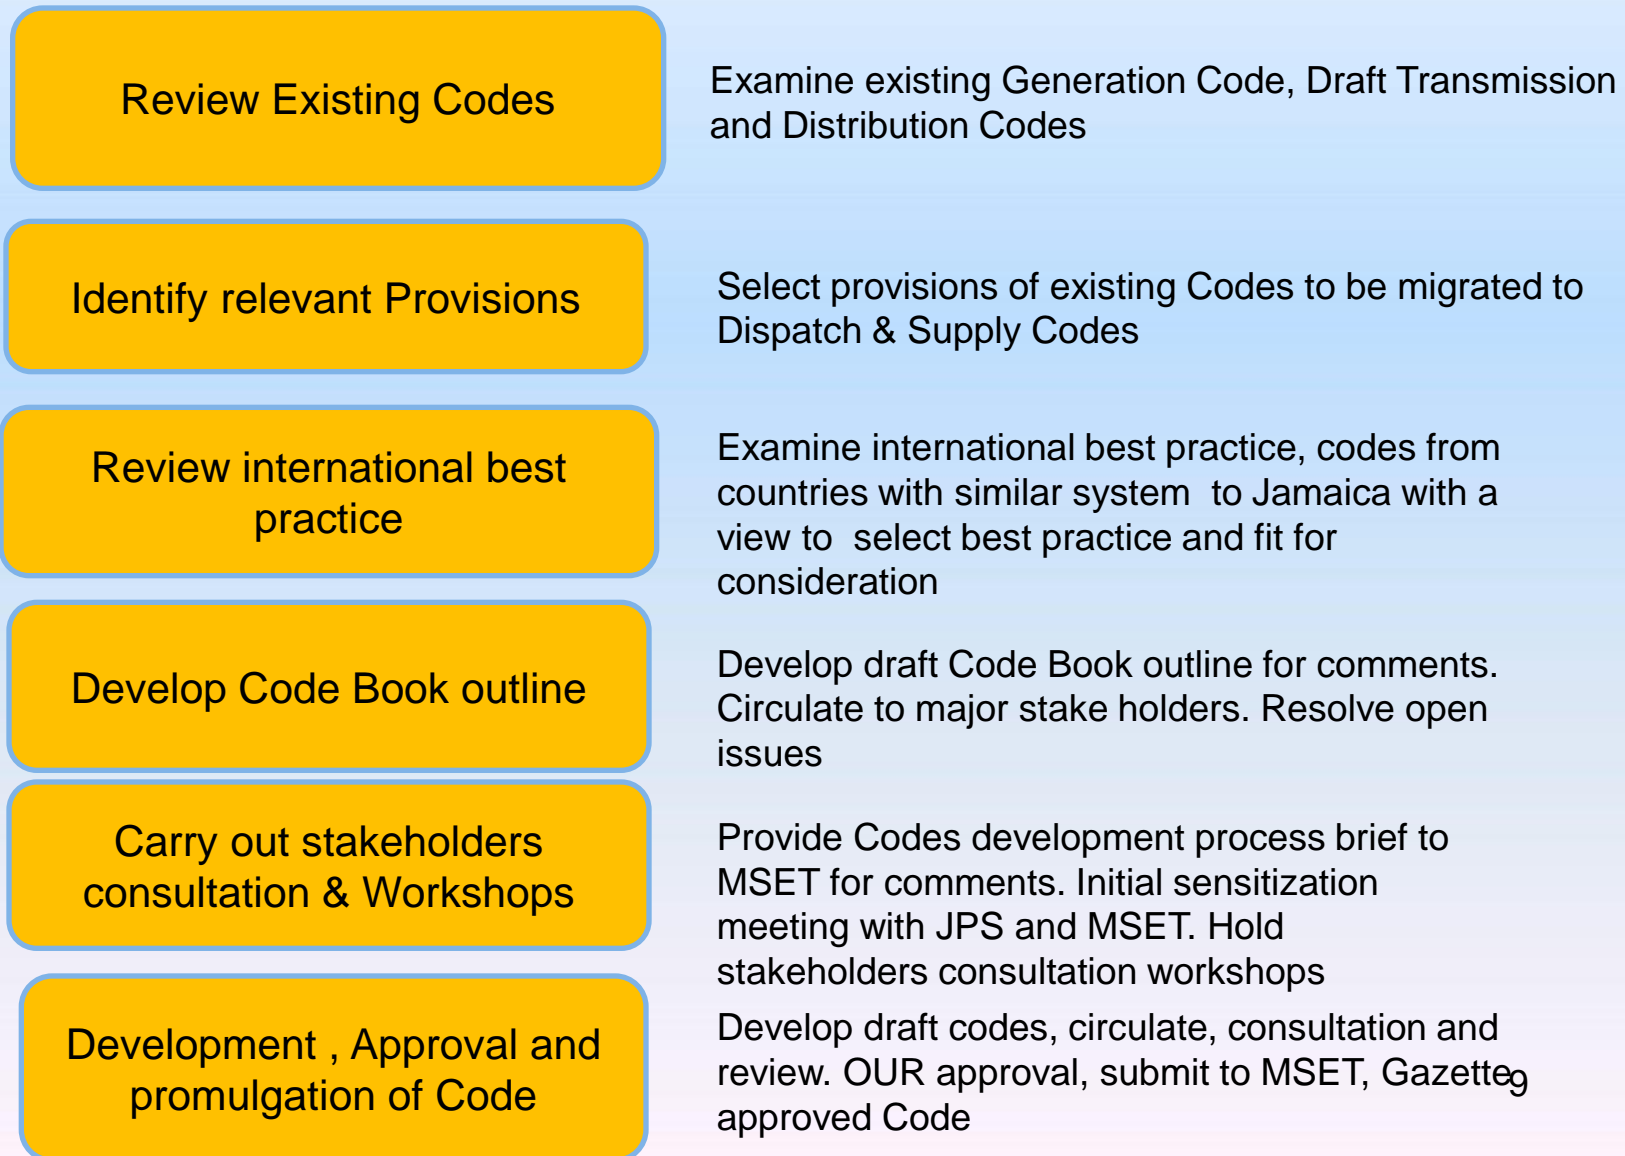 Review Existing Codes
Examine existing Generation Code, Draft Transmission
and Distribution Codes
Identify relevant Provisions
Select provisions of existing Codes to be migrated to
Dispatch & Supply Codes
Review international best
practice
Examine international best practice, codes from
countries with similar system  to Jamaica with a
view to  select best practice and fit for
consideration
Develop Code Book outline
Develop draft Code Book outline for comments.
Circulate to major stake holders. Resolve open
issues
Carry out stakeholders
consultation & Workshops
Provide Codes development process brief to
MSET for comments. Initial sensitization
meeting with JPS and MSET. Hold
stakeholders consultation workshops
Development , Approval and
promulgation of Code
Develop draft codes, circulate, consultation and
review. OUR approval, submit to MSET, Gazette
approved Code
9